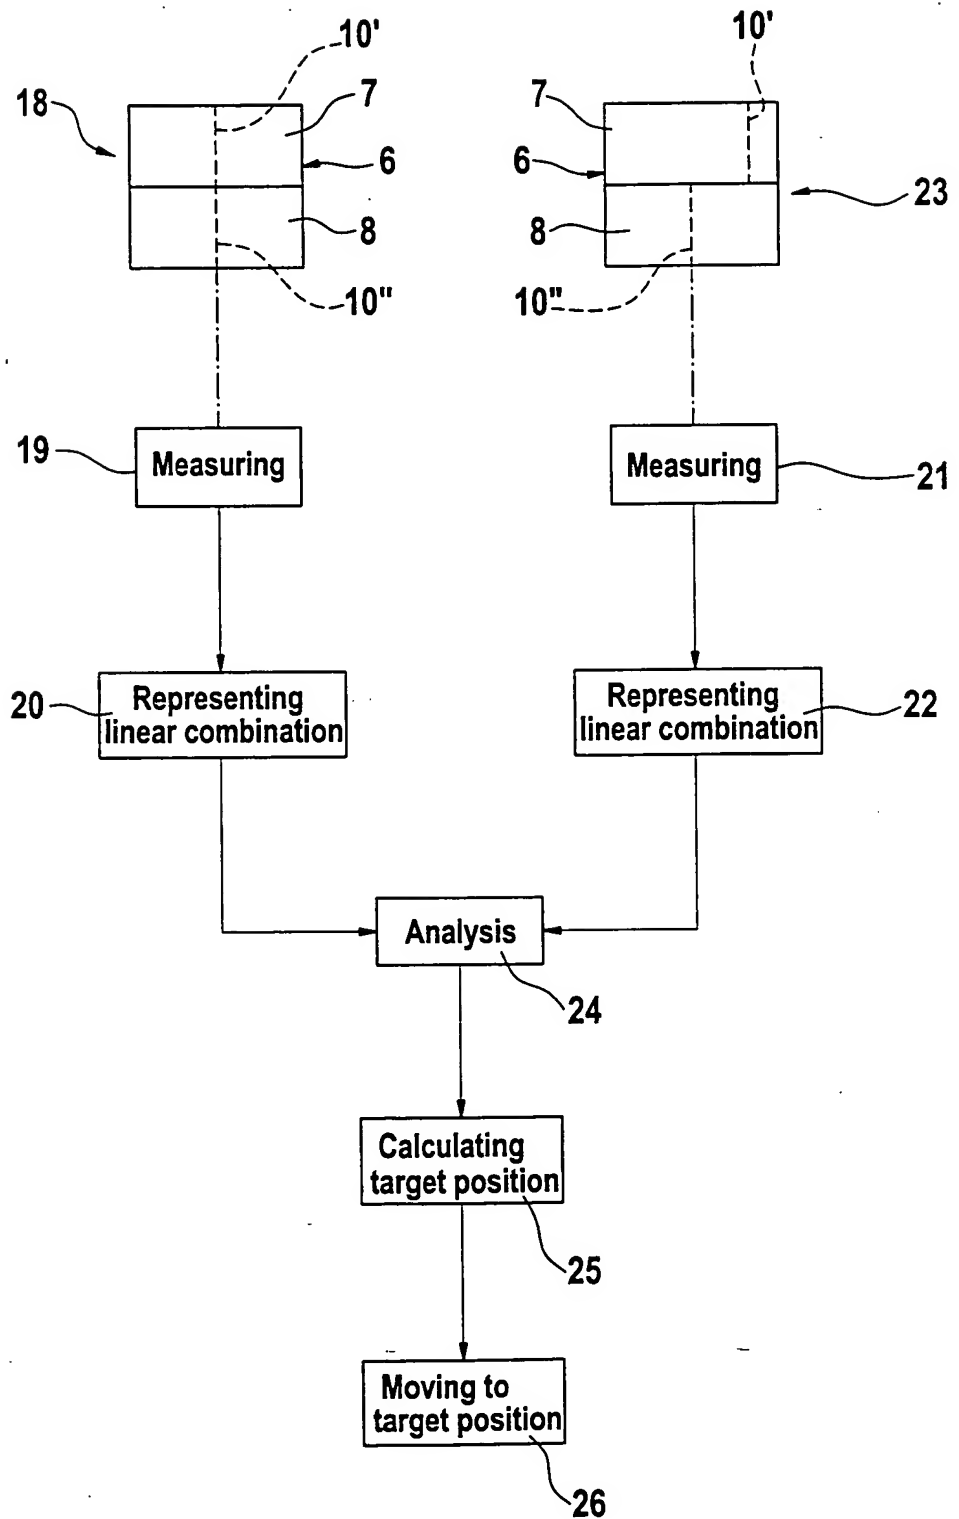 10'
10'
18
7
7
6
6
23
8
8
10"
10"
19
Measuring
Measuring
21
20
Representing
linear combination
Representing
linear combination
22
Analysis
24
Calculating
target position
25
Moving to
target position
26